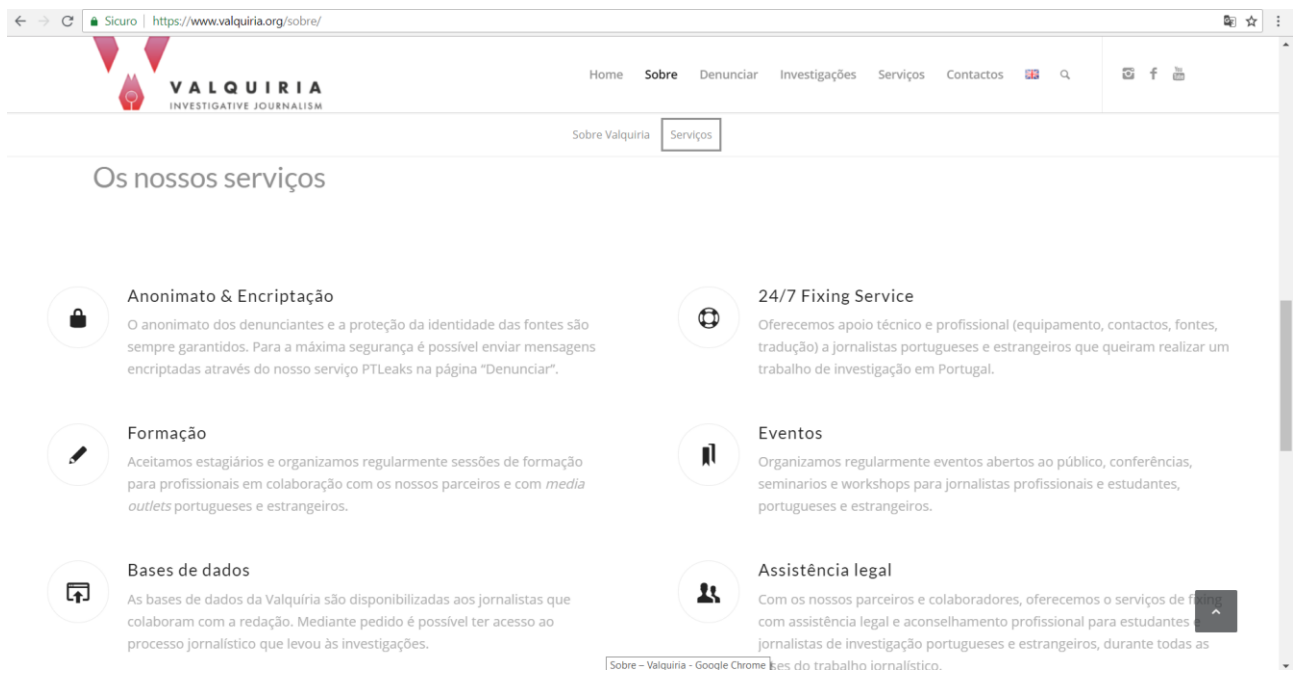 Sicuro | https://www.valquiria.org/sobre/
VALQUIRIA
INVESTIGATIVE JOURNALISM
Home Sobre Denunciar Investigações Serviços Contactos
Sobre Valquiria Serviços
Os nossos serviços
Anonimato & Encriptação
O anonimato dos denunciantes e a proteção da identidade das fontes são
sempre garantidos. Para a máxima segurança é possível enviar mensagens
encriptadas através do nosso serviço PTLeaks na página “Denunciar”.
24/7 Fixing Service
Oferecemos apoio técnico e profissional (equipamento, contactos, fontes,
tradução) a jornalistas portugueses e estrangeiros que queiram realizar um
trabalho de investigação em Portugal.
Formação
Aceitamos estagiários e organizamos regularmente sessões de formação
para profissionais em colaboração com os nossos parceiros e com media
outlets portugueses e estrangeiros.
Eventos
Organizamos regularmente eventos abertos ao público, conferências,
seminarios e workshops para jornalistas profissionais e estudantes,
portugueses e estrangeiros.
Bases de dados
As bases de dados da Valquíria são disponibilizadas aos jornalistas que
colaboram com a redação. Mediante pedido é possível ter acesso ao
processo jornalístico que levou às investigações.
Assistência legal
Com os nossos parceiros e colaboradores, oferecemos o serviços de fixing
com assistência legal e aconselhamento profissional para estudantes e
jornalistas de investigação portugueses e estrangeiros, durante todas as
do trabalho jornalístico.
Sobre – Valquiria - Google Chrome